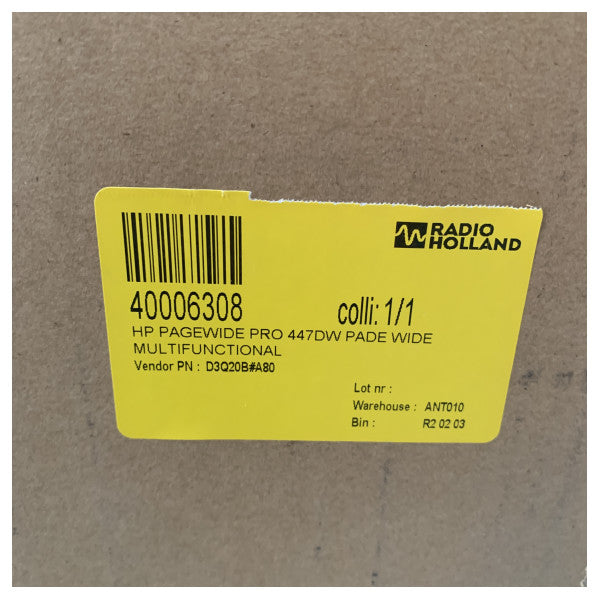 RADIO
HOLLAND
40006308 colli: 1/1
HP PAGEWIDE PRO 447DW PADE WIDE
MULTIFUNCTIONAL
Vendor PN : D3Q20B#A80
Lot nr :
Warehouse : ANT010
Bin : R2 02 03